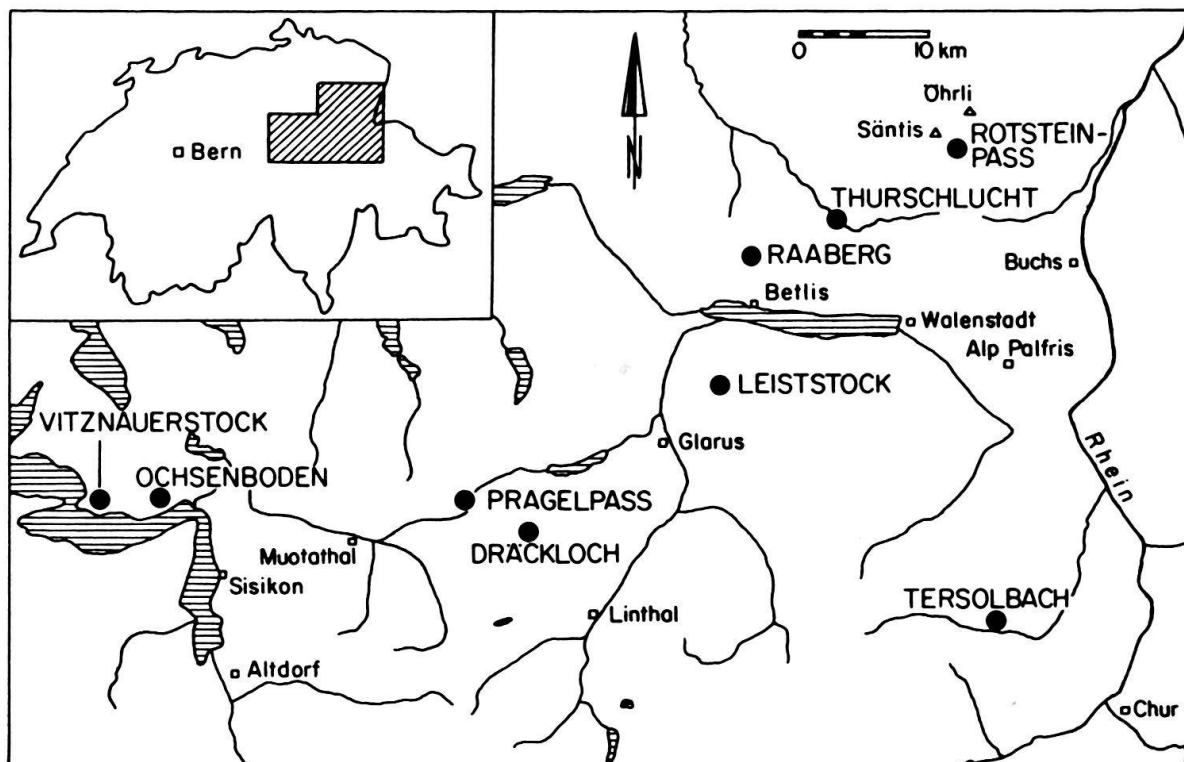 Bern
0 10 km
N
Öhrli
Säntis
ROTSTEIN-
PASS
THURSCHLUCHT
RAABERG
Buchs
Betlis
Walenstadt
Alp Palfris
LEISTSTOCK
VITZNAUERSTOCK
Glarus
Rhein
OCHSENBODEN
PRAGELPASS
Muotathal
DRÄCKLOCH
Sisikon
TERSOLBACH
Linthal
Altdorf
Chur